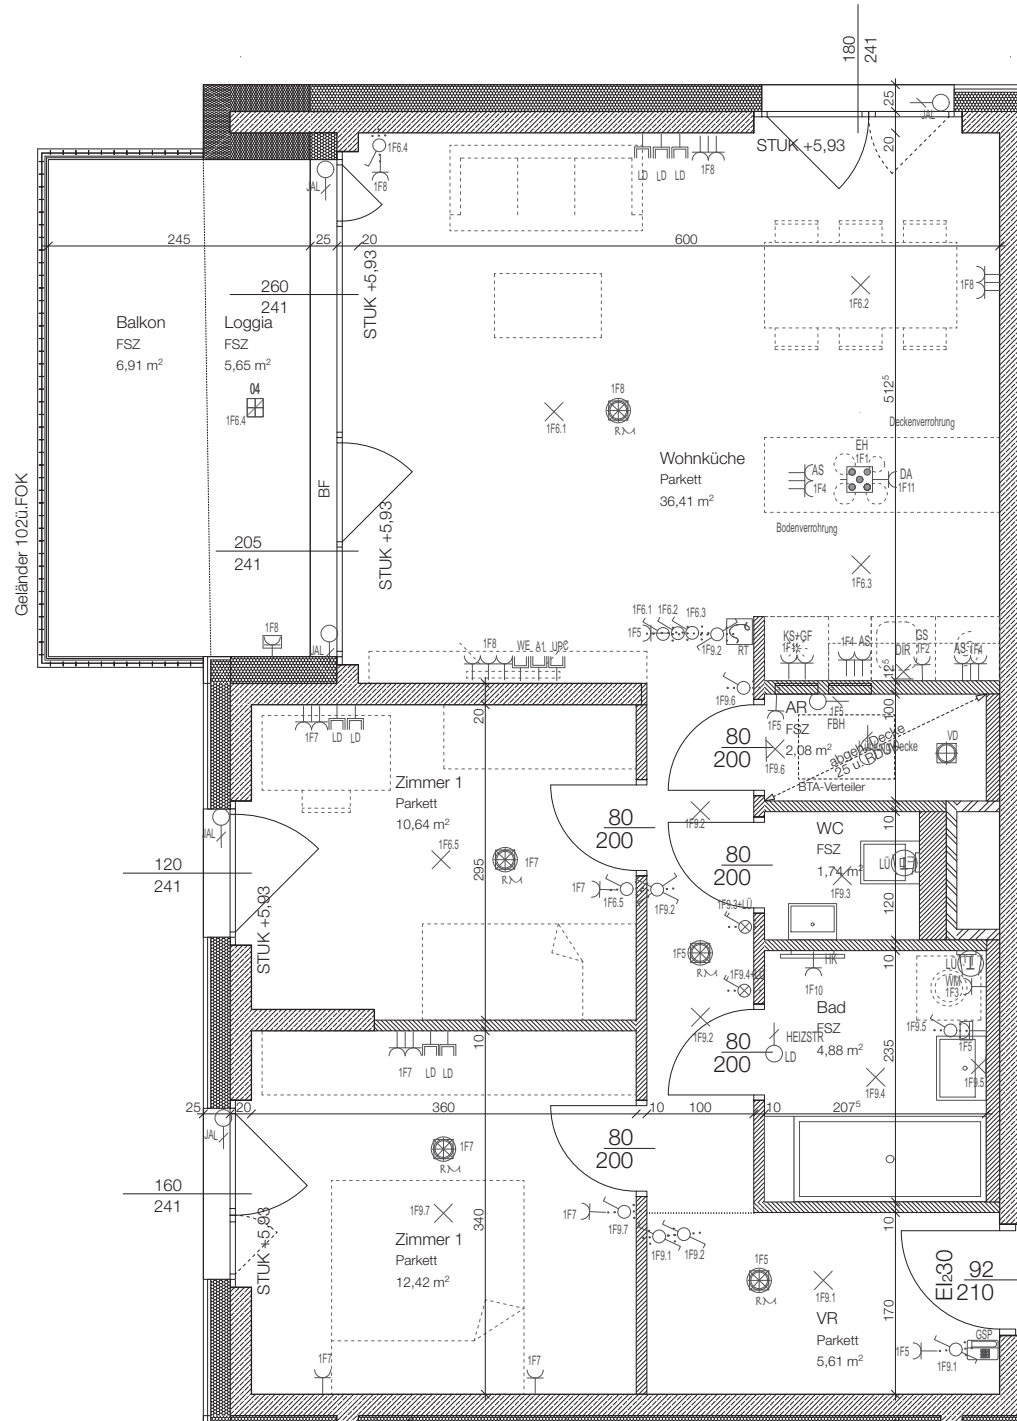 180
241
25
20
JAL
STUK +5,93
1F6.4
1F8
LD LD LD
1F8
JAL
245
25
20
600
STUK +5,93
260
241
1F6.2
1F8
Balkon
FSZ
6,91 m²
Loggia
FSZ
5,65 m²
04
1F6.4
1F8
RM
1F6.1
512⁵
Deckenverrohrung
Wohnküche
Parkett
36,41 m²
EH
1F1
AS
1F4
DA
1F11
Bodenverrohrung
Geländer 102ü.FOK
BF
STUK +5,93
205
241
1F6.3
1F8
JAL
1F6.1 1F6.2 1F6.3
1F5
1F9.2
RT
1F8 WE A1 UPC
KS+GF
1F4 AS
DIR
GS
1F2
AS 1F4
12⁵
1F9.6
20
1F7 LD LD
AR
FSZ
2,08 m²
1F5
1F5
FBH
100
abgeh. Decke
VD
1F9.6
BTA-Verteiler
80
200
Zimmer 1
Parkett
10,64 m²
1F6.5
JAL
1F7
RM
80
200
1F9.2
10
WC
FSZ
1,74 m²
LÜ
1F9.3
80
200
120
241
295
1F7
1F6.5
1F9.2
1F9.3+LÜ
120
STUK +5,93
1F5
RM
HK
1F10
10
LÜ
WM
1F3
Bad
FSZ
4,88 m²
1F9.2
HEIZSTR
LD
1F9.5
1F5
1F9.5
1F9.4
235
80
200
10
1F7 LD LD
25
20
360
10
100
10
207⁵
JAL
1F7
RM
80
200
160
241
1F9.7
Zimmer 1
Parkett
12,42 m²
340
1F7
1F9.7
STUK +5,93
1F9.1
1F9.2
10
1F5
RM
1F9.1
VR
Parkett
5,61 m²
170
EI₂30
92
210
GSP
1F5
1F9.1
1F7
1F7